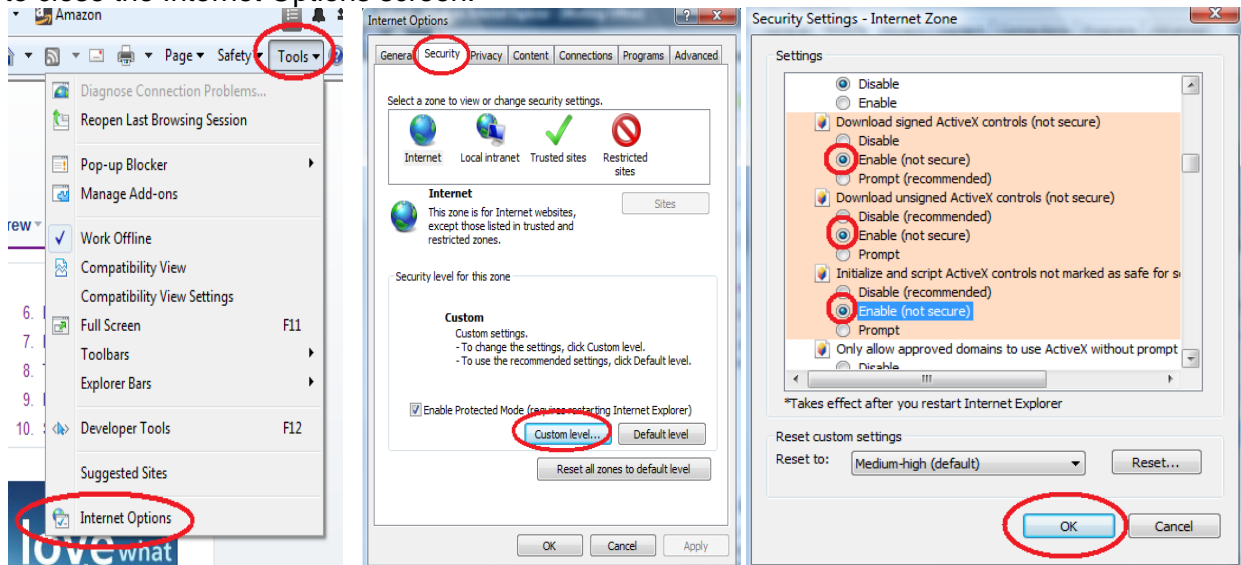 to close the Internet Options screen.
Amazon
Page Safety Tools
Diagnose Connection Problems...
Reopen Last Browsing Session
Pop-up Blocker
Manage Add-ons
Work Offline
Compatibility View
Compatibility View Settings
Full Screen F11
Toolbars
Explorer Bars
Developer Tools F12
Suggested Sites
Internet Options
6.
7.
8.
9.
10.
love what
Internet Options
General Security Privacy Content Connections Programs Advanced
Select a zone to view or change security settings.
Internet Local intranet Trusted sites Restricted
sites
Internet
This zone is for Internet websites,
except those listed in trusted and
restricted zones.
Sites
Security level for this zone
Custom
Custom settings.
- To change the settings, click Custom level.
- To use the recommended settings, click Default level.
Enable Protected Mode (requires restarting Internet Explorer)
Custom level... Default level
Reset all zones to default level
OK Cancel Apply
Security Settings - Internet Zone
Settings
Disable
Enable
Download signed ActiveX controls (not secure)
Disable
Enable (not secure)
Prompt (recommended)
Download unsigned ActiveX controls (not secure)
Disable (recommended)
Enable (not secure)
Prompt
Initialize and script ActiveX controls not marked as safe for s
Disable (recommended)
Enable (not secure)
Prompt
Only allow approved domains to use ActiveX without prompt
Disable
*Takes effect after you restart Internet Explorer
Reset custom settings
Reset to: Medium-high (default) Reset...
OK Cancel